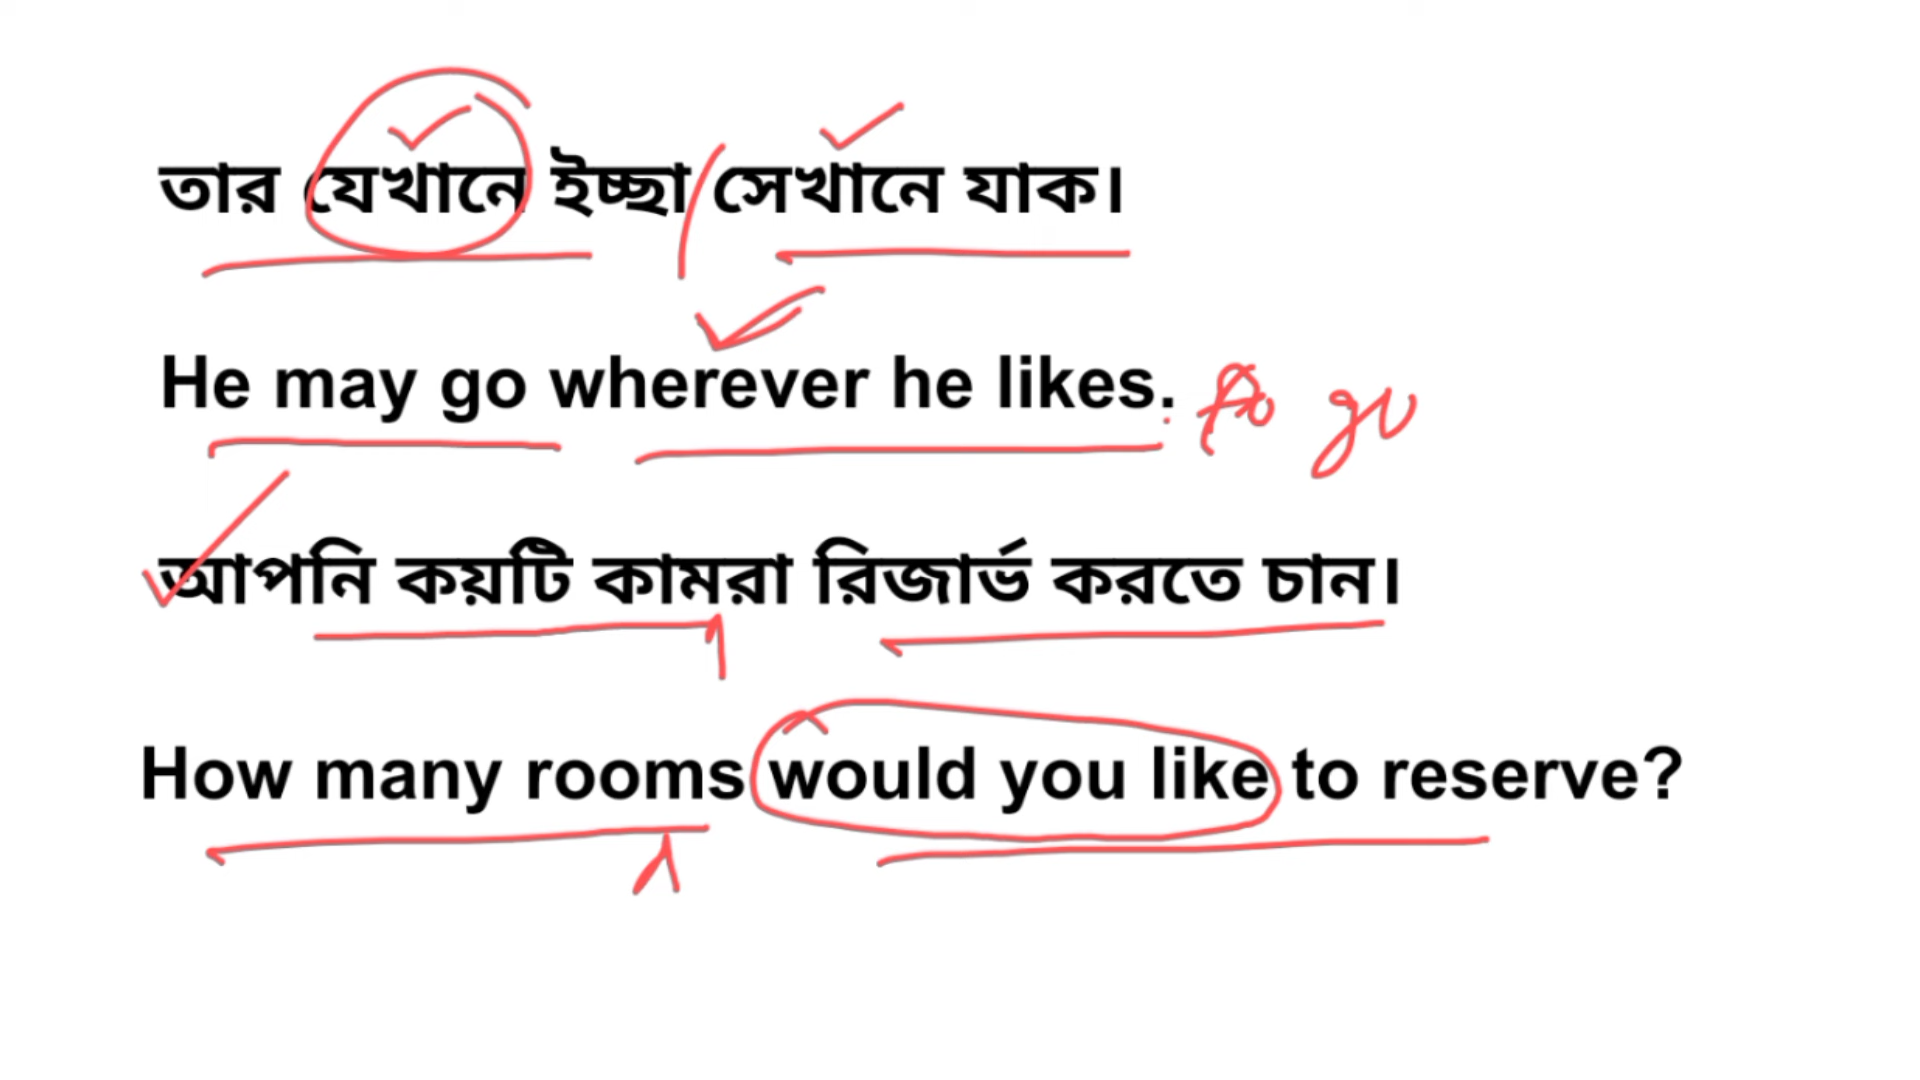 তার যেখানে ইচ্ছা সেখানে যাক।
He may go wherever he likes. to go
আপনি কয়টি কামরা রিজার্ভ করতে চান।
How many rooms would you like to reserve?